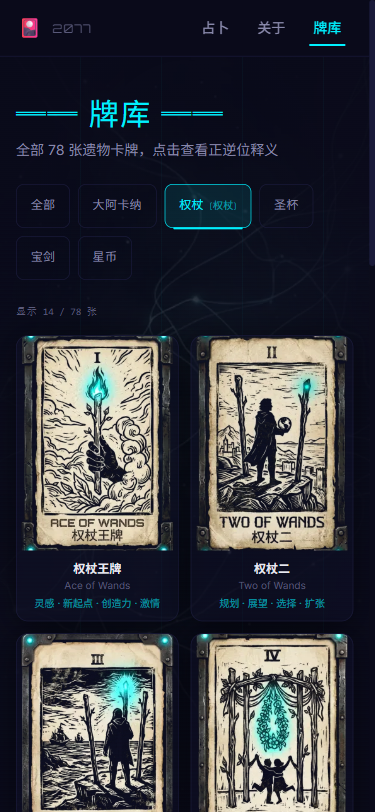 2077
占卜 关于 牌库
牌库
全部 78 张遗物卡牌，点击查看正逆位释义
全部 大阿卡纳 权杖 (权杖) 圣杯
宝剑 星币
显示 14 / 78 张
I
ACE OF WANDS
权杖王牌
II
TWO OF WANDS
权杖二
权杖王牌
Ace of Wands
灵感 · 新起点 · 创造力 · 激情
权杖二
Two of Wands
规划 · 展望 · 选择 · 扩张
III
IV